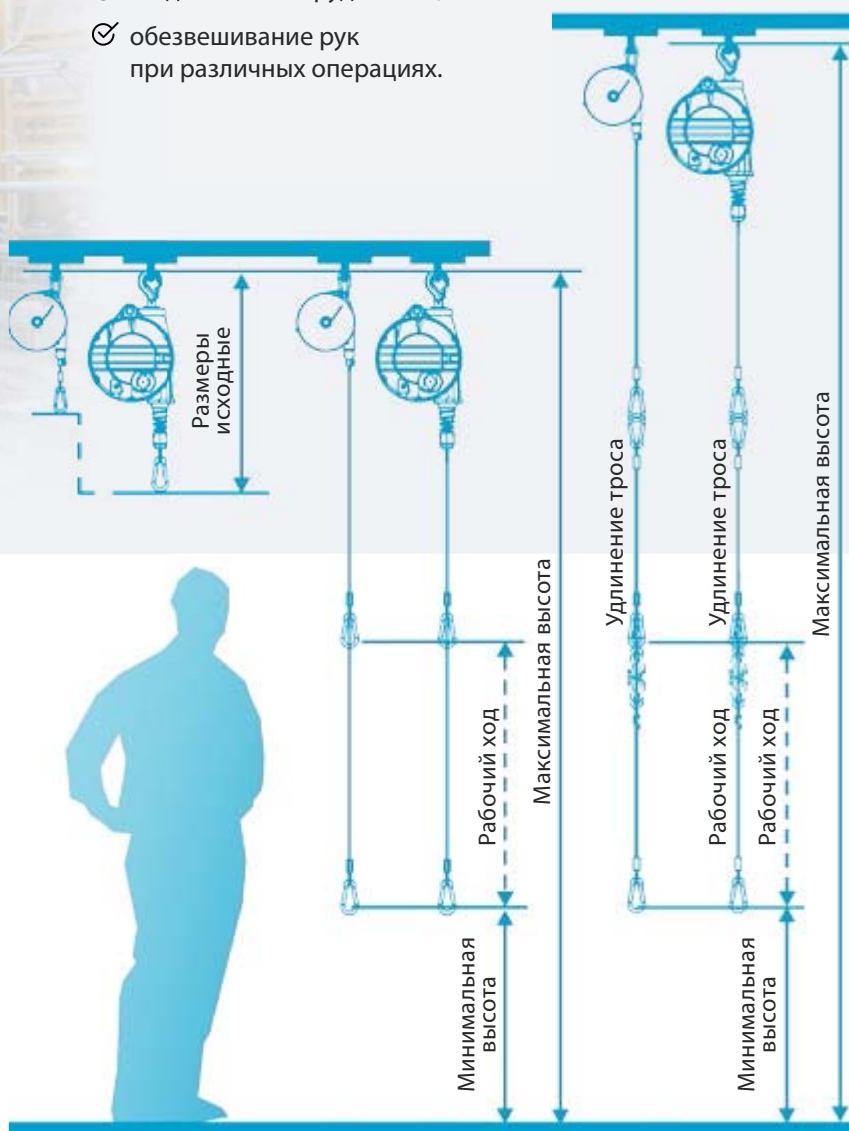 обезвешивание рук
при различных операциях.
Размеры
исходные
Максимальная высота
Рабочий ход
Минимальная
высота
Удлинение троса
Удлинение троса
Рабочий ход
Рабочий ход
Максимальная высота
Минимальная
высота